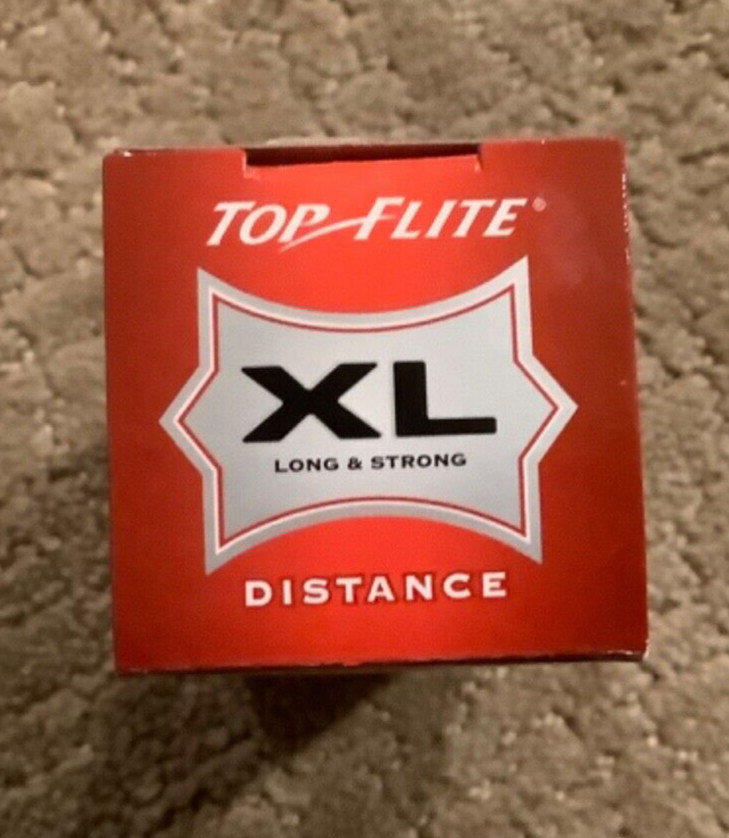 TOP FLITE®
XL
LONG & STRONG
DISTANCE